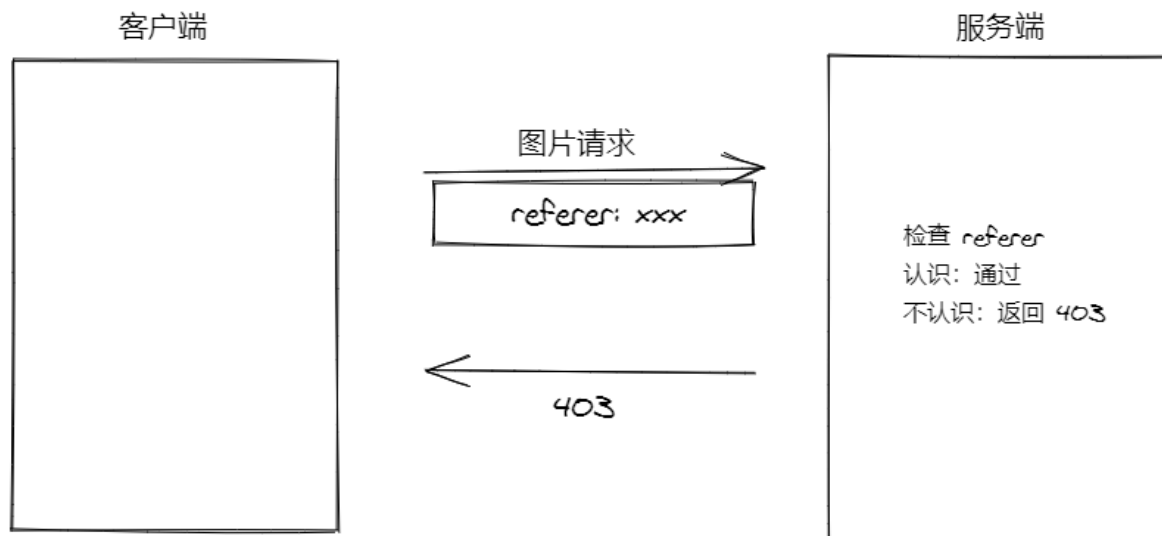 客户端
服务端
图片请求
referer: xxx
检查 referer
认识：通过
不认识：返回 403
403